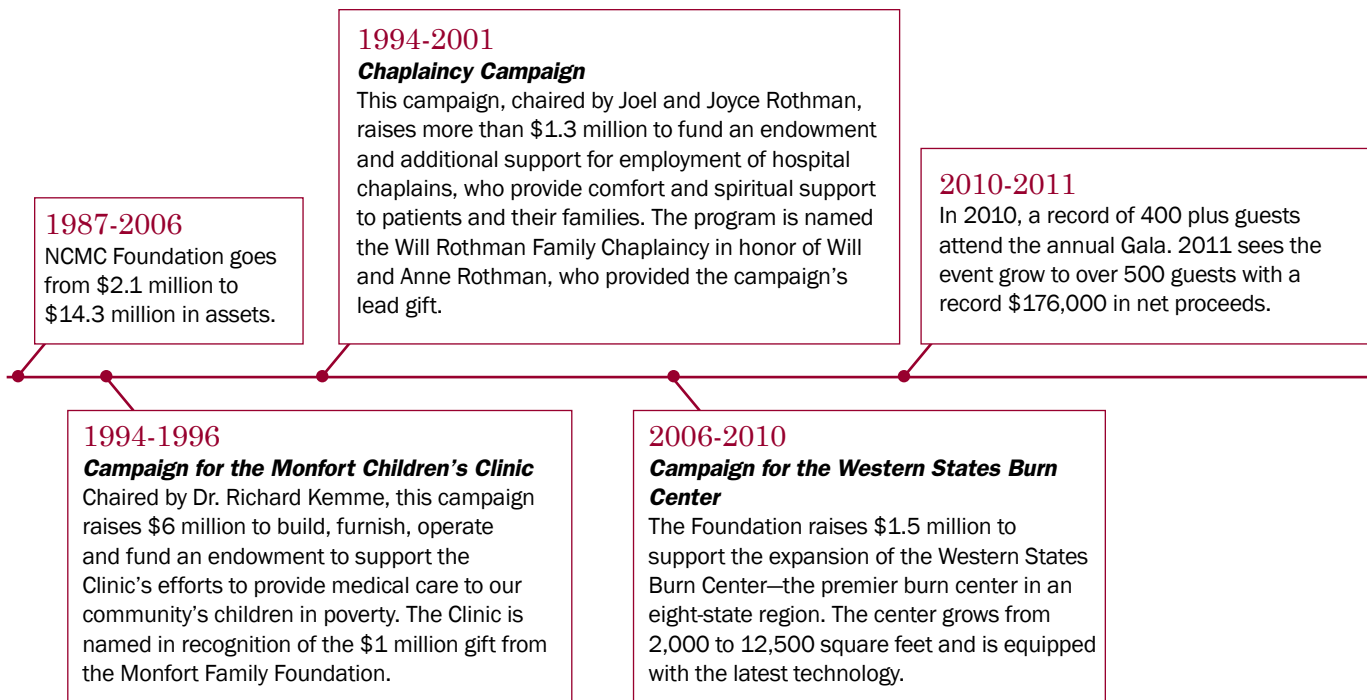 1987-2006
NCMC Foundation goes
from $2.1 million to
$14.3 million in assets.
1994-1996
Campaign for the Monfort Children’s Clinic
Chaired by Dr. Richard Kemme, this campaign
raises $6 million to build, furnish, operate
and fund an endowment to support the
Clinic’s efforts to provide medical care to our
community’s children in poverty. The Clinic is
named in recognition of the $1 million gift from
the Monfort Family Foundation.
1994-2001
Chaplaincy Campaign
This campaign, chaired by Joel and Joyce Rothman,
raises more than $1.3 million to fund an endowment
and additional support for employment of hospital
chaplains, who provide comfort and spiritual support
to patients and their families. The program is named
the Will Rothman Family Chaplaincy in honor of Will
and Anne Rothman, who provided the campaign’s
lead gift.
2006-2010
Campaign for the Western States Burn
Center
The Foundation raises $1.5 million to
support the expansion of the Western States
Burn Center—the premier burn center in an
eight-state region. The center grows from
2,000 to 12,500 square feet and is equipped
with the latest technology.
2010-2011
In 2010, a record of 400 plus guests
attend the annual Gala. 2011 sees the
event grow to over 500 guests with a
record $176,000 in net proceeds.